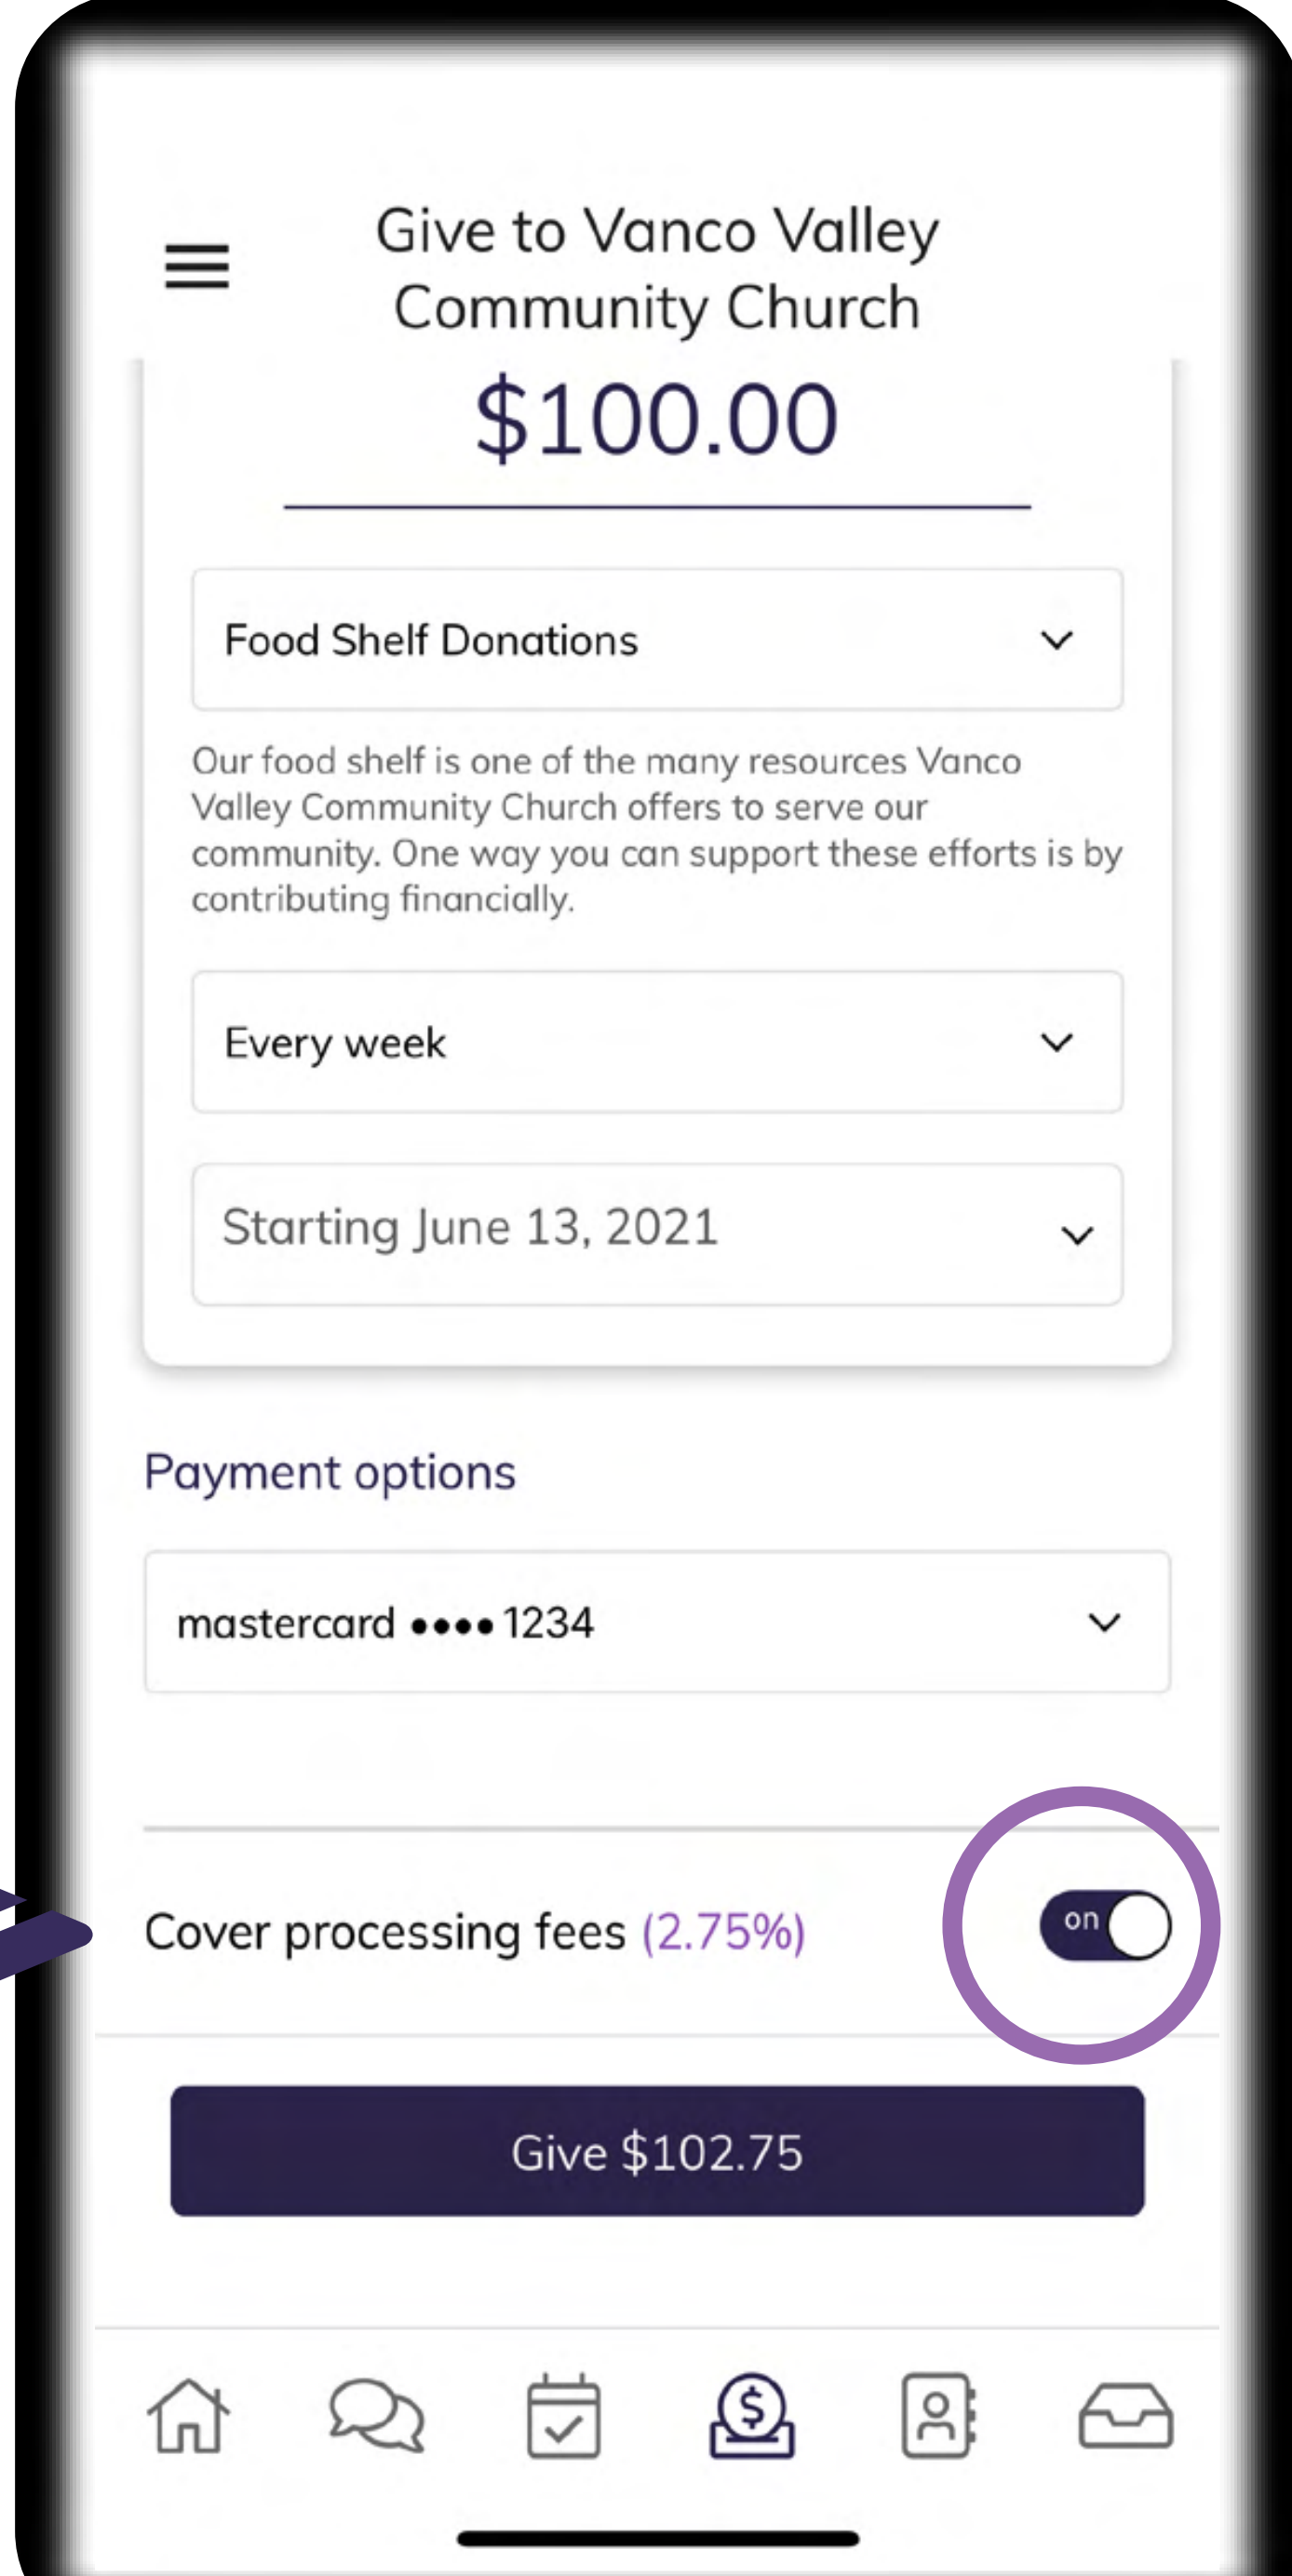 Give to Vanco Valley
Community Church
$100.00
Food Shelf Donations
Our food shelf is one of the many resources Vanco
Valley Community Church offers to serve our
community. One way you can support these efforts is by
contributing financially.
Every week
Starting June 13, 2021
Payment options
mastercard •••• 1234
Cover processing fees (2.75%)
on
Give $102.75